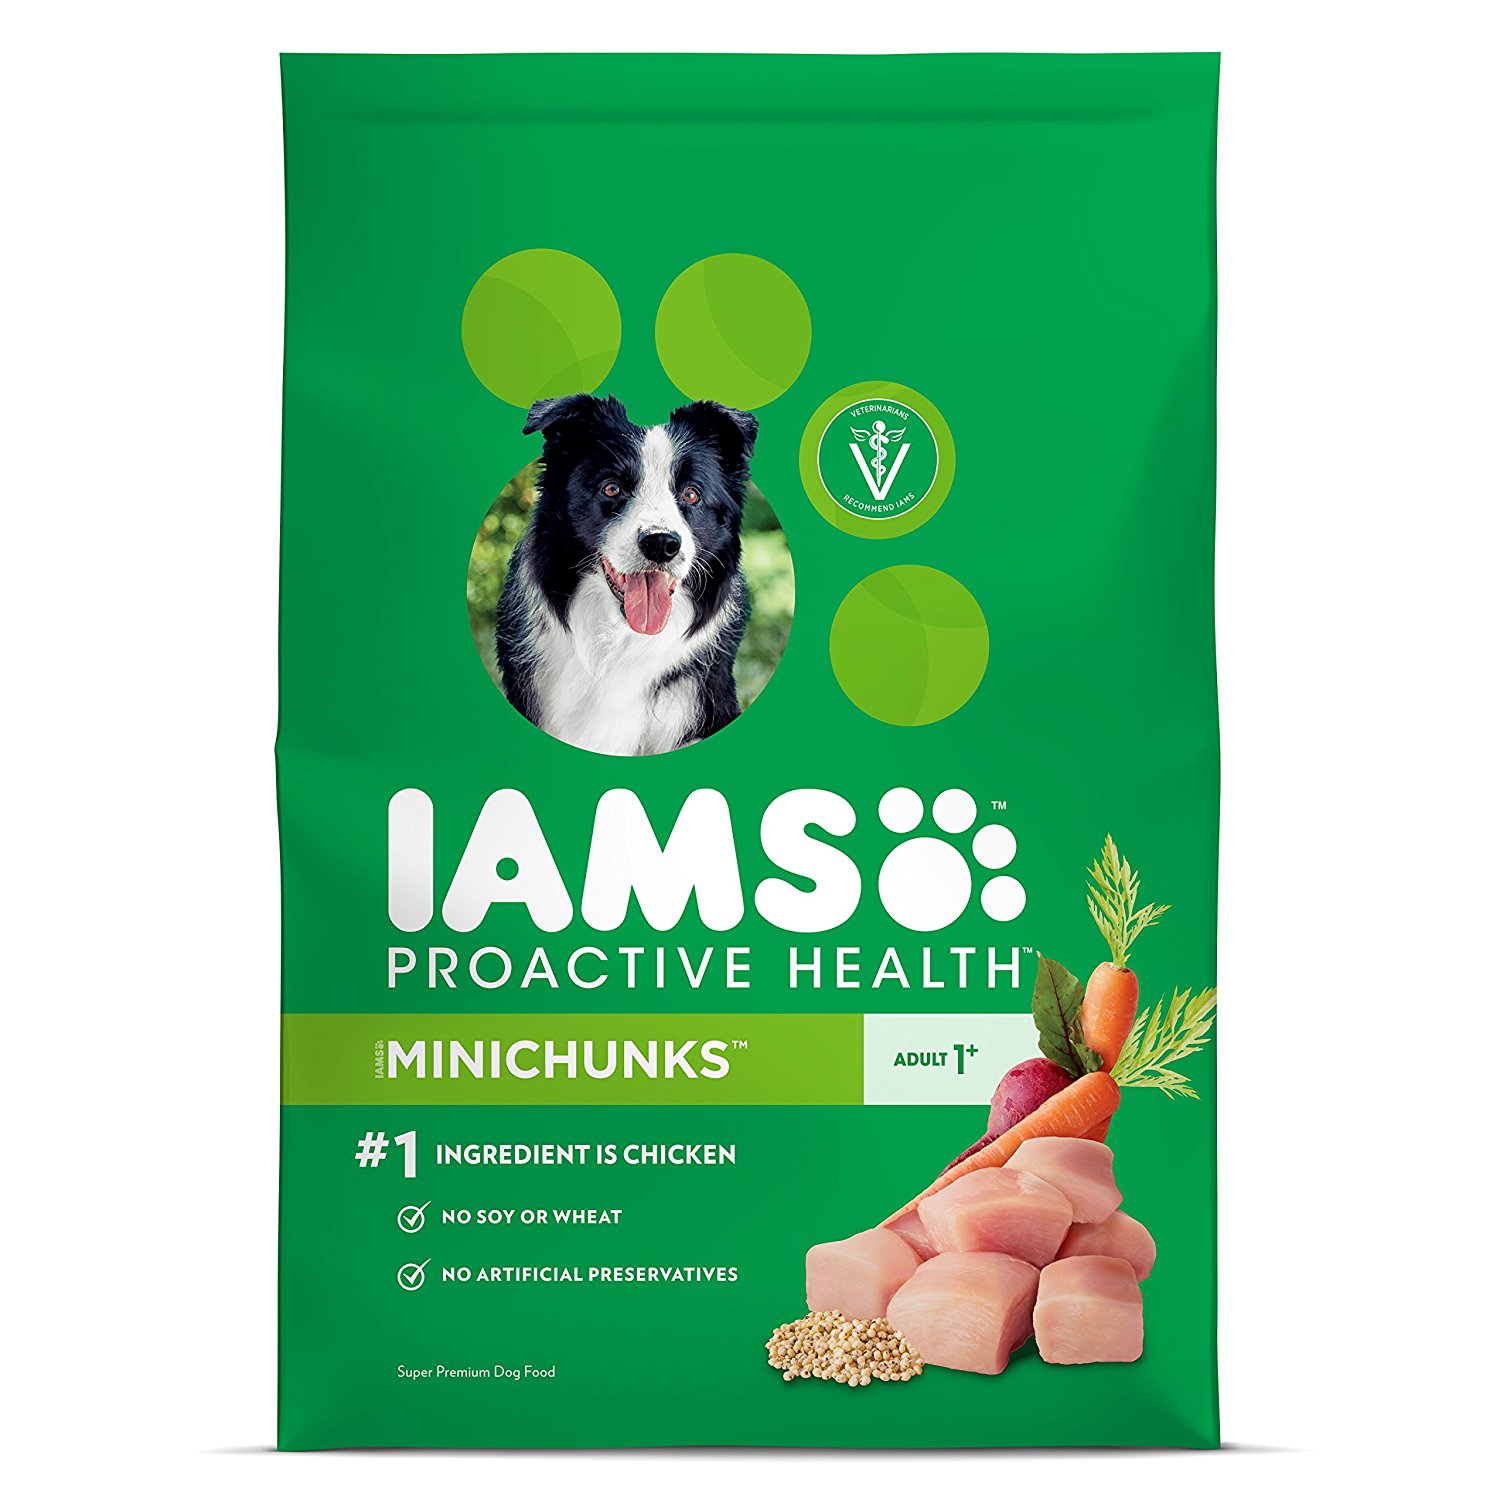 VETERINARIANS
V
RECOMMEND IAMS
IAMS™
PROACTIVE HEALTH™
IAMS MINICHUNKS™
ADULT 1+
#1 INGREDIENT IS CHICKEN
NO SOY OR WHEAT
NO ARTIFICIAL PRESERVATIVES
Super Premium Dog Food